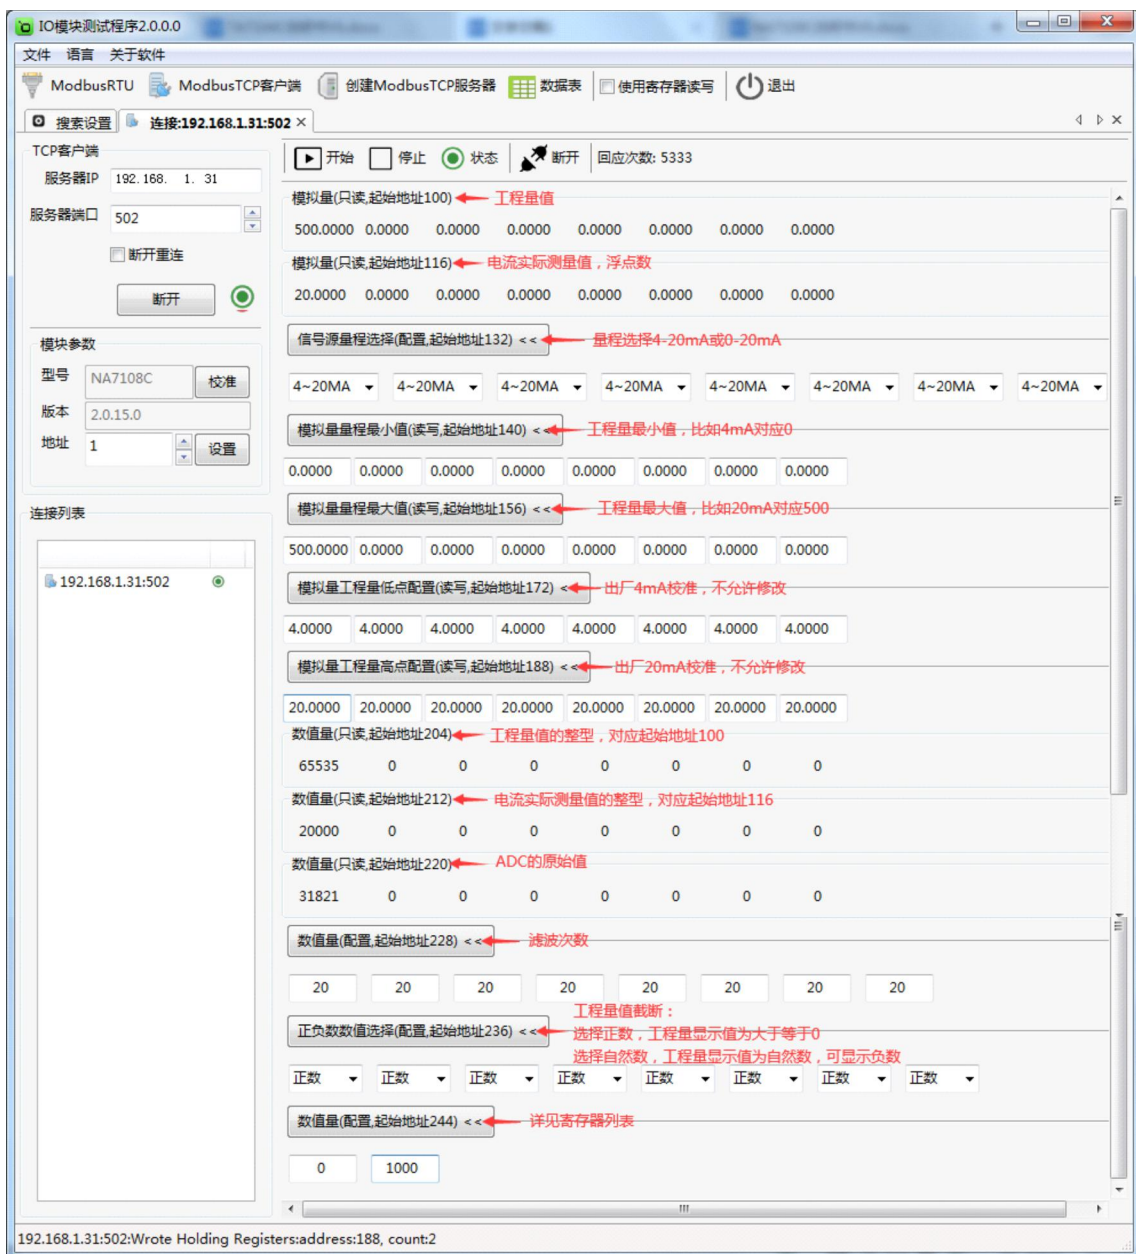 IO模块测试程序2.0.0.0
文件 语言 关于软件
ModbusRTU ModbusTCP客户端 创建ModbusTCP服务器 数据表 使用寄存器读写 退出
搜索设置 连接:192.168.1.31:502
TCP客户端
服务器IP 192.168. 1. 31
服务器端口 502
断开重连
断开
模块参数
型号 NA7108C 校准
版本 2.0.15.0
地址 1 设置
连接列表
192.168.1.31:502
开始 停止 状态 断开 回应次数: 5333
模拟量(只读,起始地址100) 工程量值
500.0000 0.0000 0.0000 0.0000 0.0000 0.0000 0.0000 0.0000
模拟量(只读,起始地址116) 电流实际测量值，浮点数
20.0000 0.0000 0.0000 0.0000 0.0000 0.0000 0.0000 0.0000
信号源量程选择(配置,起始地址132) << 量程选择4-20mA或0-20mA
4~20MA 4~20MA 4~20MA 4~20MA 4~20MA 4~20MA 4~20MA 4~20MA
模拟量量程最小值(读写,起始地址140) << 工程量最小值，比如4mA对应0
0.0000 0.0000 0.0000 0.0000 0.0000 0.0000 0.0000 0.0000
模拟量量程最大值(读写,起始地址156) << 工程量最大值，比如20mA对应500
500.0000 0.0000 0.0000 0.0000 0.0000 0.0000 0.0000 0.0000
模拟量工程量低点配置(读写,起始地址172) < 出厂4mA校准，不允许修改
4.0000 4.0000 4.0000 4.0000 4.0000 4.0000 4.0000 4.0000
模拟量工程量高点配置(读写,起始地址188) << 出厂20mA校准，不允许修改
20.0000 20.0000 20.0000 20.0000 20.0000 20.0000 20.0000 20.0000
数值量(只读,起始地址204) 工程量值的整型，对应起始地址100
65535 0 0 0 0 0 0 0
数值量(只读,起始地址212) 电流实际测量值的整型，对应起始地址116
20000 0 0 0 0 0 0 0
数值量(只读,起始地址220) ADC的原始值
31821 0 0 0 0 0 0 0
数值量(配置,起始地址228) << 滤波次数
20 20 20 20 20 20 20 20
工程量值截断：
正负数数值选择(配置,起始地址236) << 选择正数，工程量显示值为大于等于0
选择自然数，工程量显示值为自然数，可显示负数
正数 正数 正数 正数 正数 正数 正数 正数
数值量(配置,起始地址244) << 详见寄存器列表
0 1000
192.168.1.31:502:Wrote Holding Registers:address:188, count:2